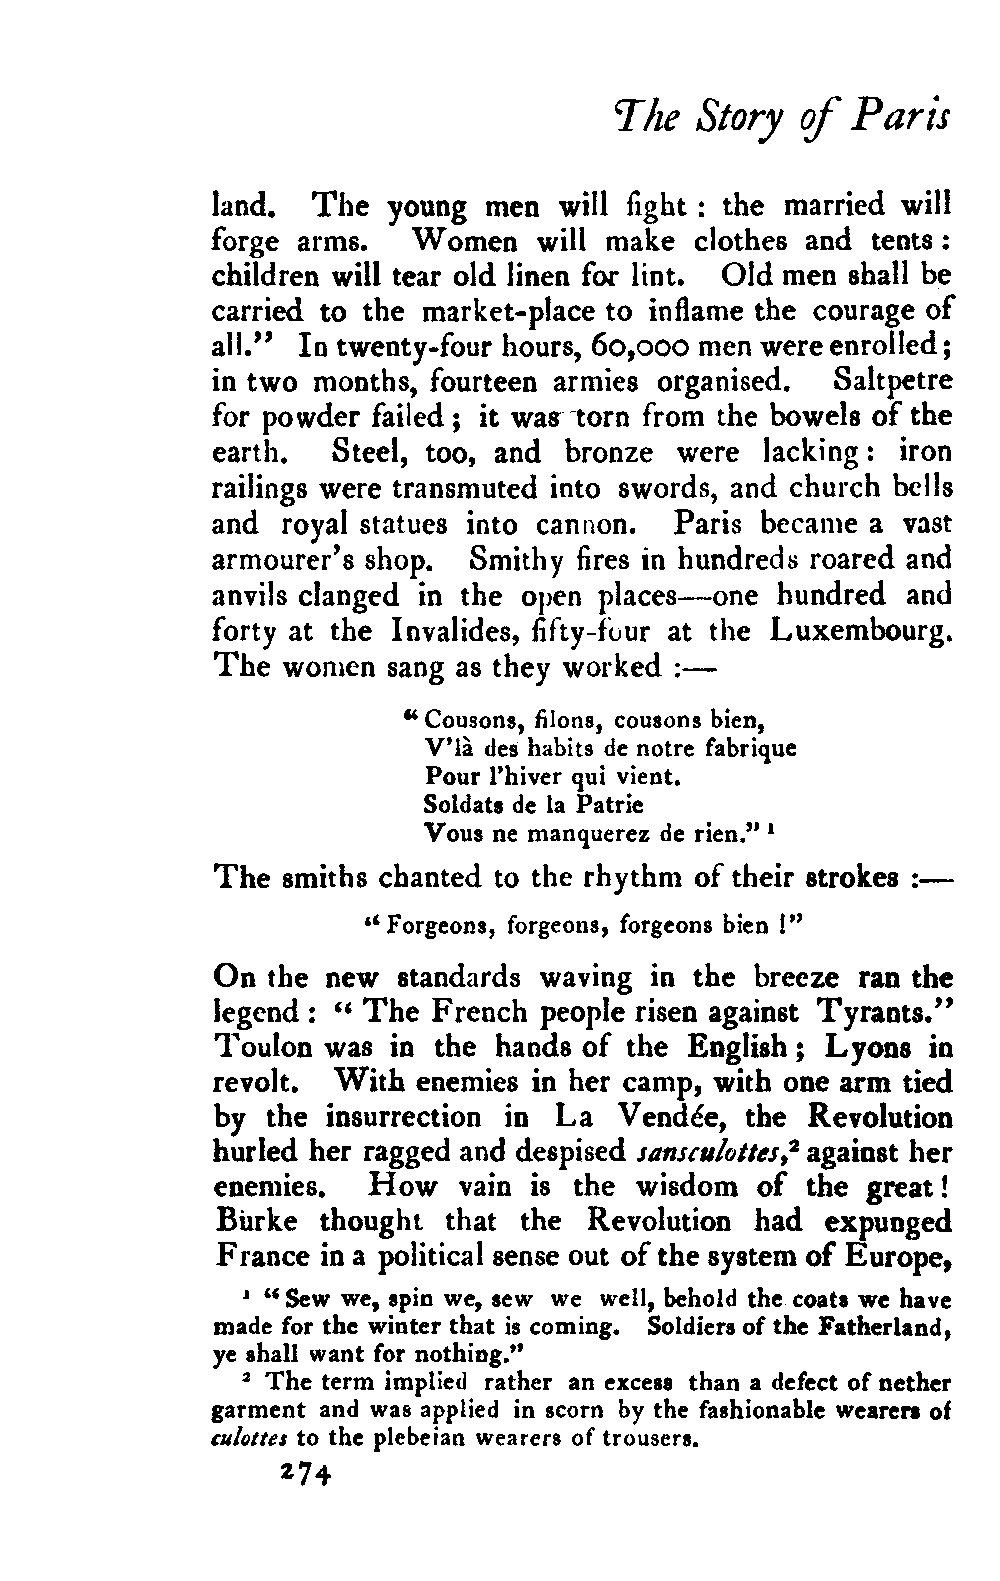 The Story of Paris
land. The young men will fight : the married will
forge arms. Women will make clothes and tents :
children will tear old linen for lint. Old men shall be
carried to the market-place to inflame the courage of
all.” In twenty-four hours, 60,000 men were enrolled ;
in two months, fourteen armies organised. Saltpetre
for powder failed ; it was torn from the bowels of the
earth. Steel, too, and bronze were lacking : iron
railings were transmuted into swords, and church bells
and royal statues into cannon. Paris became a vast
armourer’s shop. Smithy fires in hundreds roared and
anvils clanged in the open places—one hundred and
forty at the Invalides, fifty-four at the Luxembourg.
The women sang as they worked :—
“ Cousons, filons, cousons bien,
V’là des habits de notre fabrique
Pour l’hiver qui vient.
Soldats de la Patrie
Vous ne manquerez de rien.” ¹
The smiths chanted to the rhythm of their strokes :—
“ Forgeons, forgeons, forgeons bien !”
On the new standards waving in the breeze ran the
legend : “ The French people risen against Tyrants.”
Toulon was in the hands of the English ; Lyons in
revolt. With enemies in her camp, with one arm tied
by the insurrection in La Vendée, the Revolution
hurled her ragged and despised sansculottes,² against her
enemies. How vain is the wisdom of the great !
Burke thought that the Revolution had expunged
France in a political sense out of the system of Europe,
¹ “ Sew we, spin we, sew we well, behold the coats we have
made for the winter that is coming. Soldiers of the Fatherland,
ye shall want for nothing.”
² The term implied rather an excess than a defect of nether
garment and was applied in scorn by the fashionable wearers of
culottes to the plebeian wearers of trousers.
274